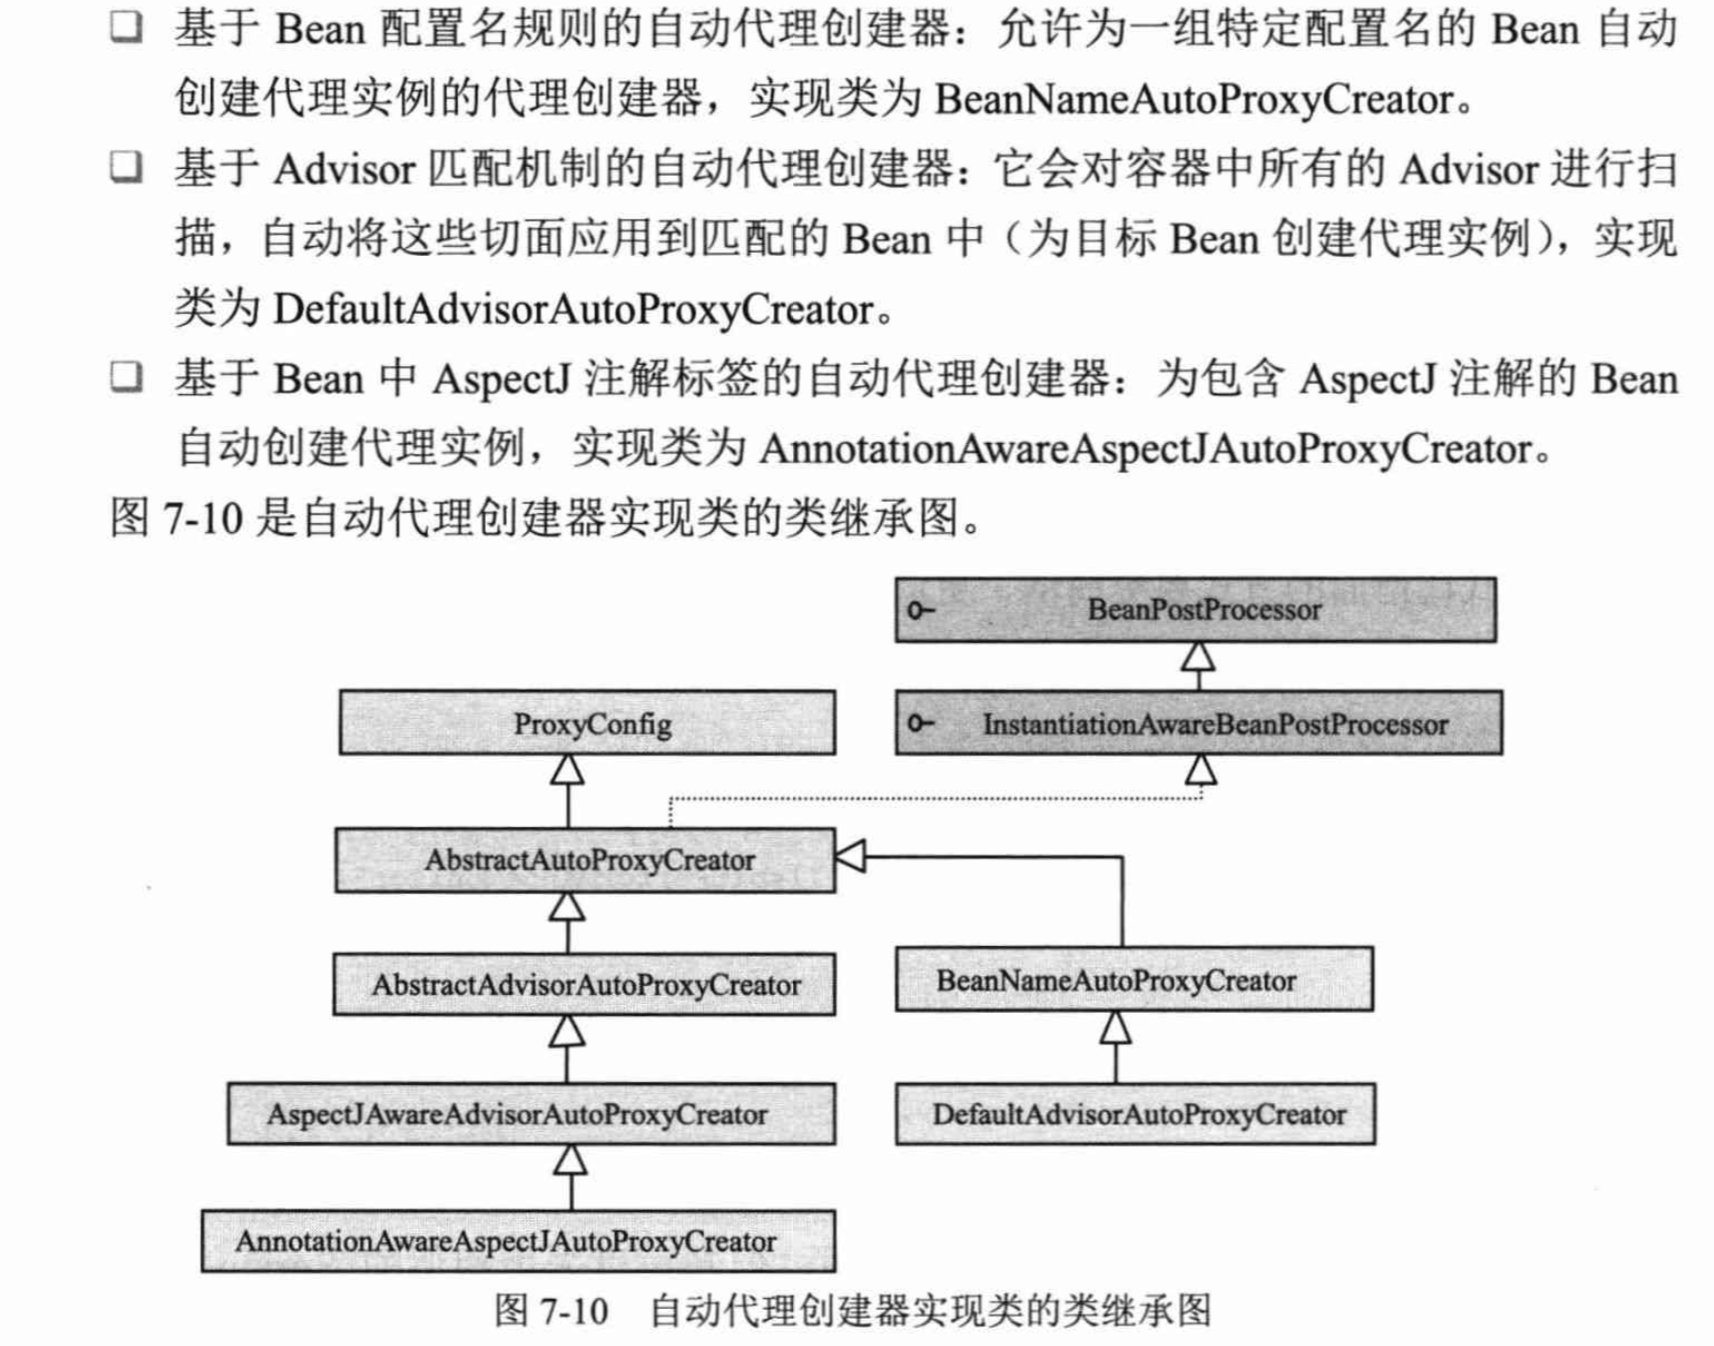 ❑ 基于 Bean 配置名规则的自动代理创建器：允许为一组特定配置名的 Bean 自动
创建代理实例的代理创建器，实现类为 BeanNameAutoProxyCreator。
❑ 基于 Advisor 匹配机制的自动代理创建器：它会对容器中所有的 Advisor 进行扫
描，自动将这些切面应用到匹配的 Bean 中（为目标 Bean 创建代理实例），实现
类为 DefaultAdvisorAutoProxyCreator。
❑ 基于 Bean 中 AspectJ 注解标签的自动代理创建器：为包含 AspectJ 注解的 Bean
自动创建代理实例，实现类为 AnnotationAwareAspectJAutoProxyCreator。
图 7-10 是自动代理创建器实现类的类继承图。
BeanPostProcessor
ProxyConfig
InstantiationAwareBeanPostProcessor
AbstractAutoProxyCreator
AbstractAdvisorAutoProxyCreator
BeanNameAutoProxyCreator
AspectJAwareAdvisorAutoProxyCreator
DefaultAdvisorAutoProxyCreator
AnnotationAwareAspectJAutoProxyCreator
图 7-10 自动代理创建器实现类的类继承图